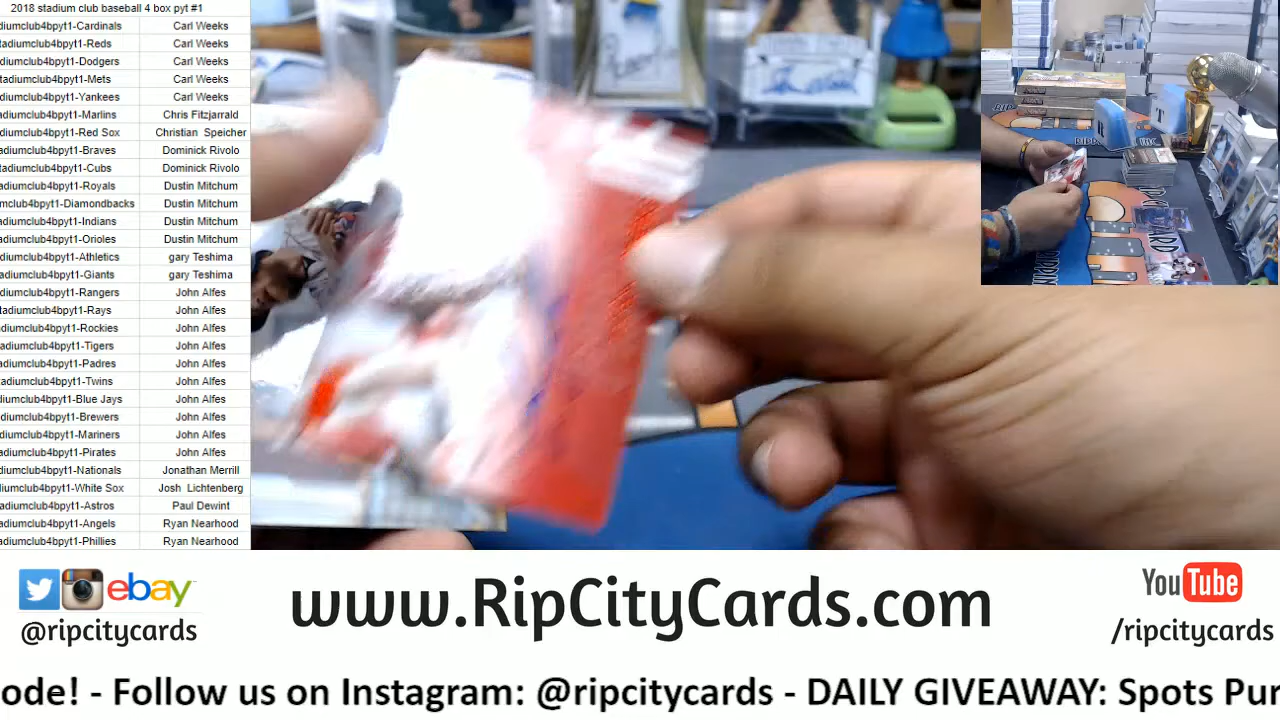 2018 stadium club baseball 4 box pyt #1
diumclub4bpyt1-Cardinals Carl Weeks
tadiumclub4bpyt1-Reds Carl Weeks
adiumclub4bpyt1-Dodgers Carl Weeks
tadiumclub4bpyt1-Mets Carl Weeks
diumclub4bpyt1-Yankees Carl Weeks
adiumclub4bpyt1-Marlins Chris Fitzjarrald
diumclub4bpyt1-Red Sox Christian Speicher
adiumclub4bpyt1-Braves Dominick Rivolo
adiumclub4bpyt1-Cubs Dominick Rivolo
adiumclub4bpyt1-Royals Dustin Mitchum
mclub4bpyt1-Diamondbacks Dustin Mitchum
adiumclub4bpyt1-Indians Dustin Mitchum
adiumclub4bpyt1-Orioles Dustin Mitchum
adiumclub4bpyt1-Athletics gary Teshima
adiumclub4bpyt1-Giants gary Teshima
adiumclub4bpyt1-Rangers John Alfes
tadiumclub4bpyt1-Rays John Alfes
diumclub4bpyt1-Rockies John Alfes
adiumclub4bpyt1-Tigers John Alfes
adiumclub4bpyt1-Padres John Alfes
adiumclub4bpyt1-Twins John Alfes
diumclub4bpyt1-Blue Jays John Alfes
adiumclub4bpyt1-Brewers John Alfes
adiumclub4bpyt1-Mariners John Alfes
adiumclub4bpyt1-Pirates John Alfes
diumclub4bpyt1-Nationals Jonathan Merrill
iumclub4bpyt1-White Sox Josh Lichtenberg
adiumclub4bpyt1-Astros Paul Dewint
adiumclub4bpyt1-Angels Ryan Nearhood
adiumclub4bpyt1-Phillies Ryan Nearhood
ebay
@ripcitycards
www.RipCityCards.com
YouTube
/ripcitycards
ode! - Follow us on Instagram: @ripcitycards - DAILY GIVEAWAY: Spots Pur